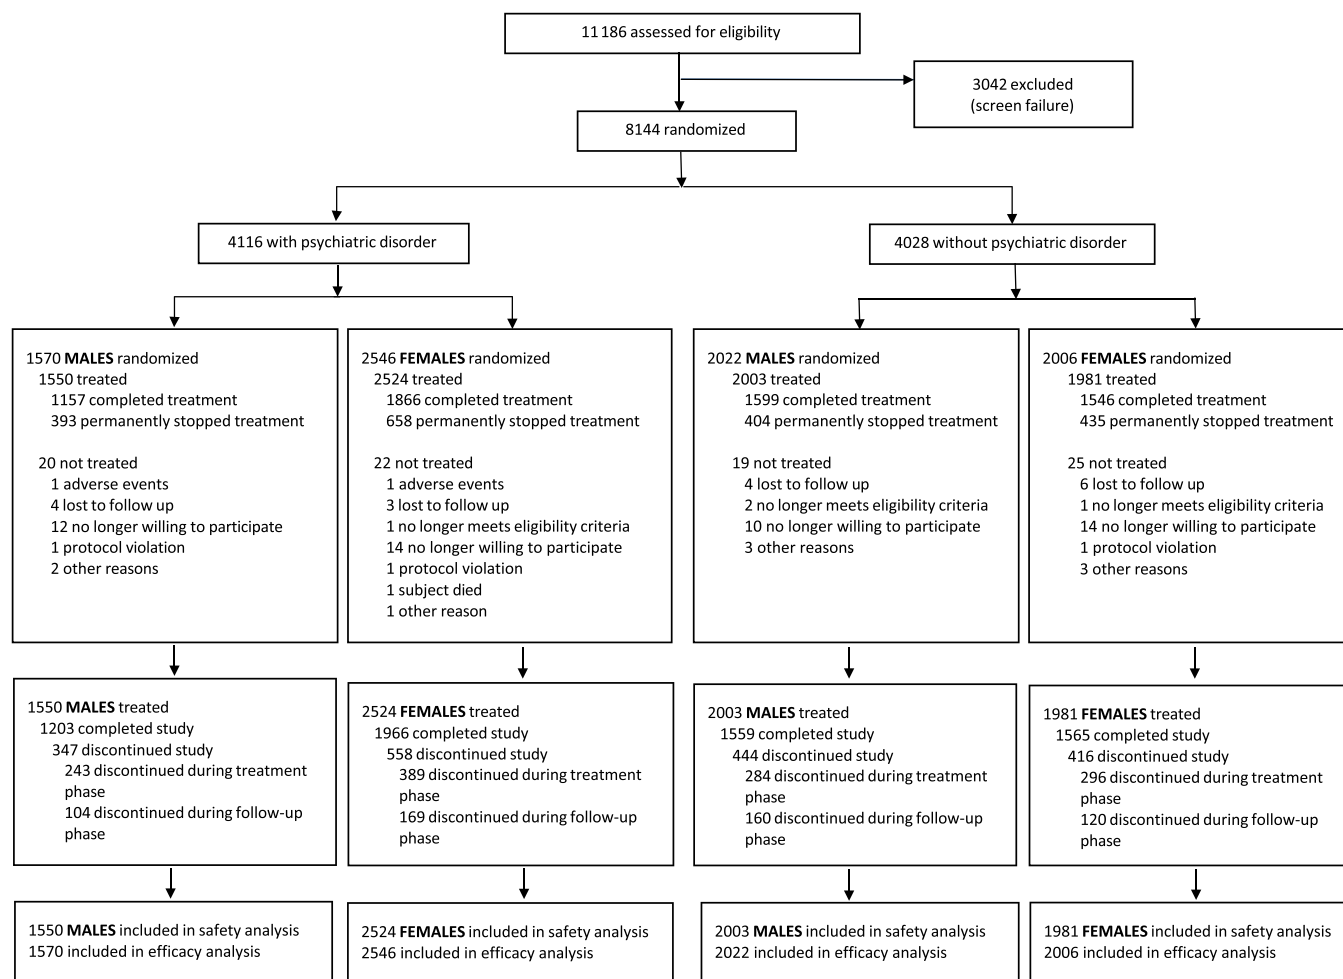 11186 assessed for eligibility
3042 excluded
(screen failure)
8144 randomized
4116 with psychiatric disorder
4028 without psychiatric disorder
1570 MALES randomized
1550 treated
1157 completed treatment
393 permanently stopped treatment
20 not treated
1 adverse events
4 lost to follow up
12 no longer willing to participate
1 protocol violation
2 other reasons
2546 FEMALES randomized
2524 treated
1866 completed treatment
658 permanently stopped treatment
22 not treated
1 adverse events
3 lost to follow up
1 no longer meets eligibility criteria
14 no longer willing to participate
1 protocol violation
1 subject died
1 other reason
2022 MALES randomized
2003 treated
1599 completed treatment
404 permanently stopped treatment
19 not treated
4 lost to follow up
2 no longer meets eligibility criteria
10 no longer willing to participate
3 other reasons
2006 FEMALES randomized
1981 treated
1546 completed treatment
435 permanently stopped treatment
25 not treated
6 lost to follow up
1 no longer meets eligibility criteria
14 no longer willing to participate
1 protocol violation
3 other reasons
1550 MALES treated
1203 completed study
347 discontinued study
243 discontinued during treatment
phase
104 discontinued during follow-up
phase
2524 FEMALES treated
1966 completed study
558 discontinued study
389 discontinued during treatment
phase
169 discontinued during follow-up
phase
2003 MALES treated
1559 completed study
444 discontinued study
284 discontinued during treatment
phase
160 discontinued during follow-up
phase
1981 FEMALES treated
1565 completed study
416 discontinued study
296 discontinued during treatment
phase
120 discontinued during follow-up
phase
1550 MALES included in safety analysis
1570 included in efficacy analysis
2524 FEMALES included in safety analysis
2546 included in efficacy analysis
2003 MALES included in safety analysis
2022 included in efficacy analysis
1981 FEMALES included in safety analysis
2006 included in efficacy analysis